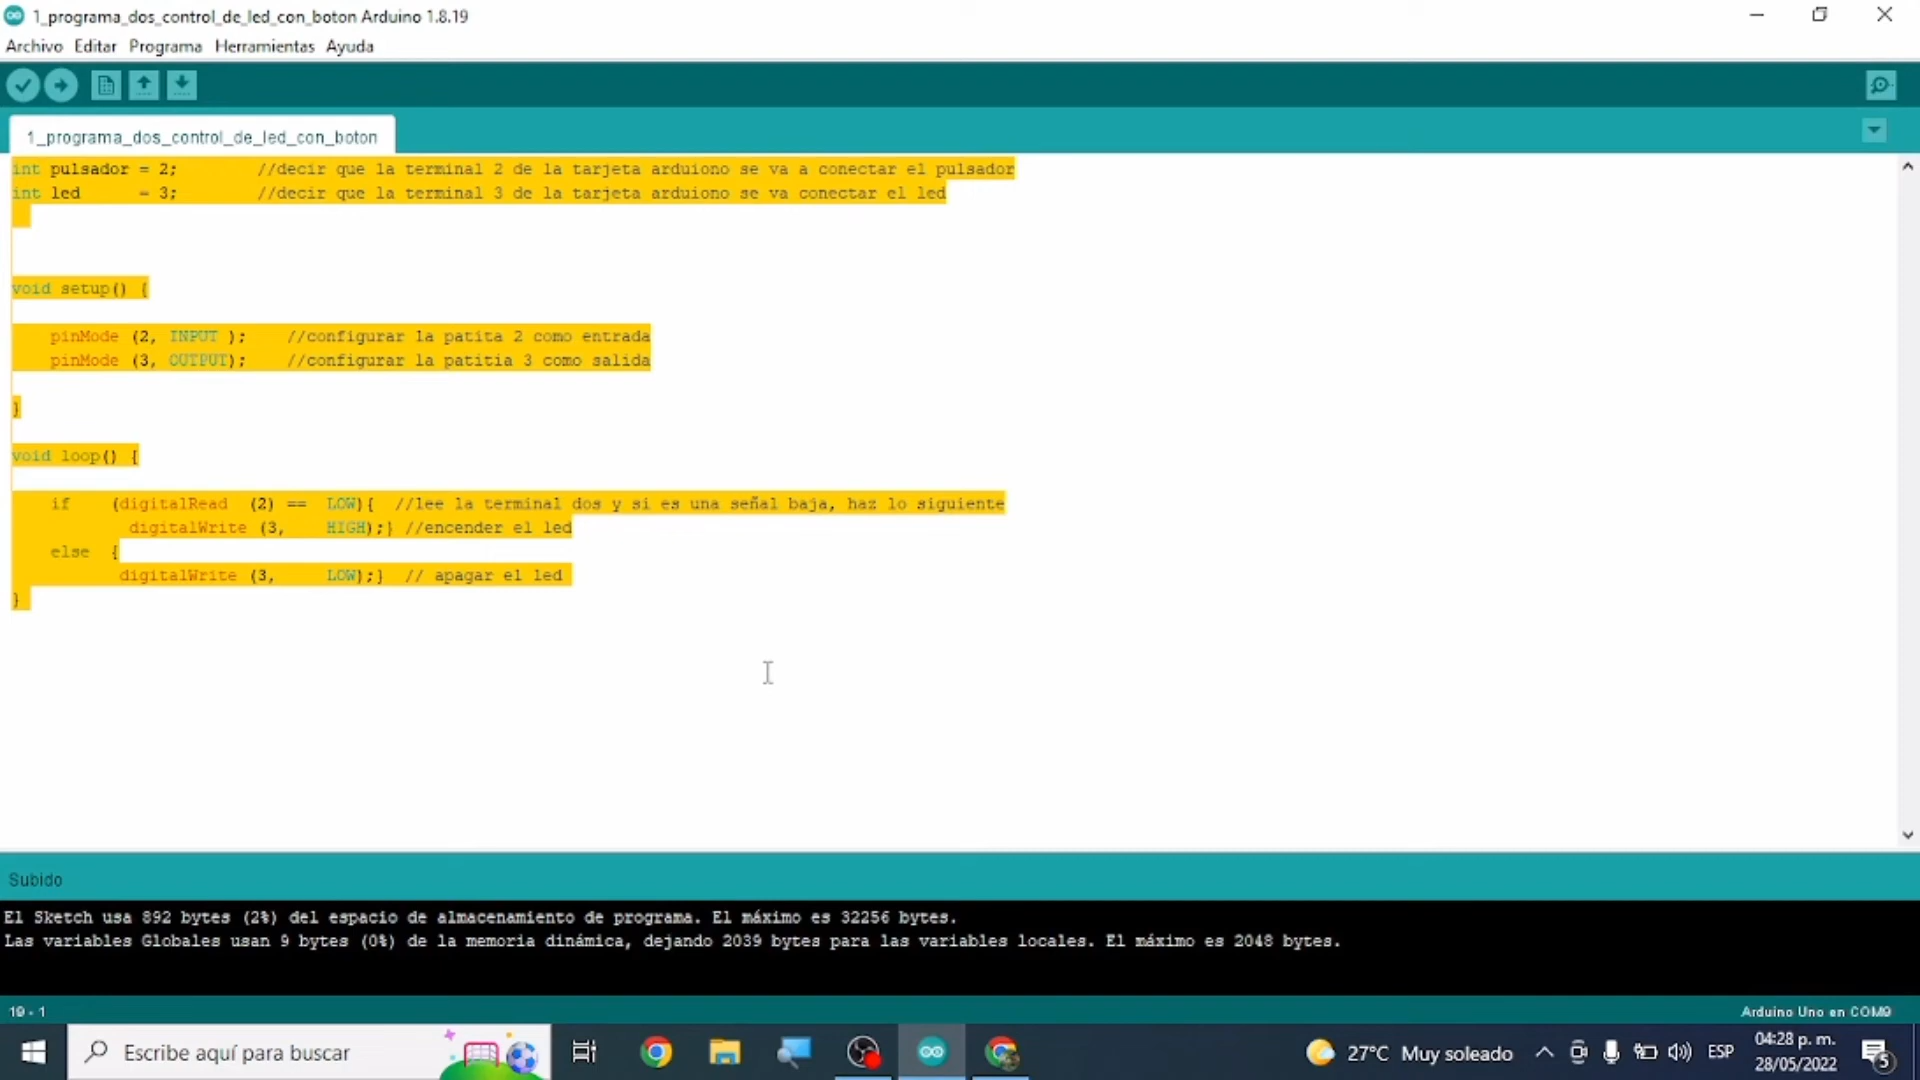 1_programa_dos_control_de_led_con_boton Arduino 1.8.19
Archivo Editar Programa Herramientas Ayuda
1_programa_dos_control_de_led_con_boton
int pulsador = 2;        //decir que la terminal 2 de la tarjeta arduiono se va a conectar el pulsador
int led      = 3;        //decir que la terminal 3 de la tarjeta arduiono se va conectar el led
void setup() {
pinMode (2, INPUT );    //configurar la patita 2 como entrada
pinMode (3, OUTPUT);    //configurar la patitia 3 como salida
}
void loop() {
if    (digitalRead  (2) ==  LOW){  //lee la terminal dos y si es una señal baja, haz lo siguiente
digitalWrite (3,    HIGH);} //encender el led
else  {
digitalWrite (3,     LOW);}  // apagar el led
}
Subido
El Sketch usa 892 bytes (2%) del espacio de almacenamiento de programa. El máximo es 32256 bytes.
Las variables Globales usan 9 bytes (0%) de la memoria dinámica, dejando 2039 bytes para las variables locales. El máximo es 2048 bytes.
19 - 1
Arduino Uno en COM9
Escribe aquí para buscar
27°C Muy soleado
ESP
04:28 p. m.
28/05/2022
5